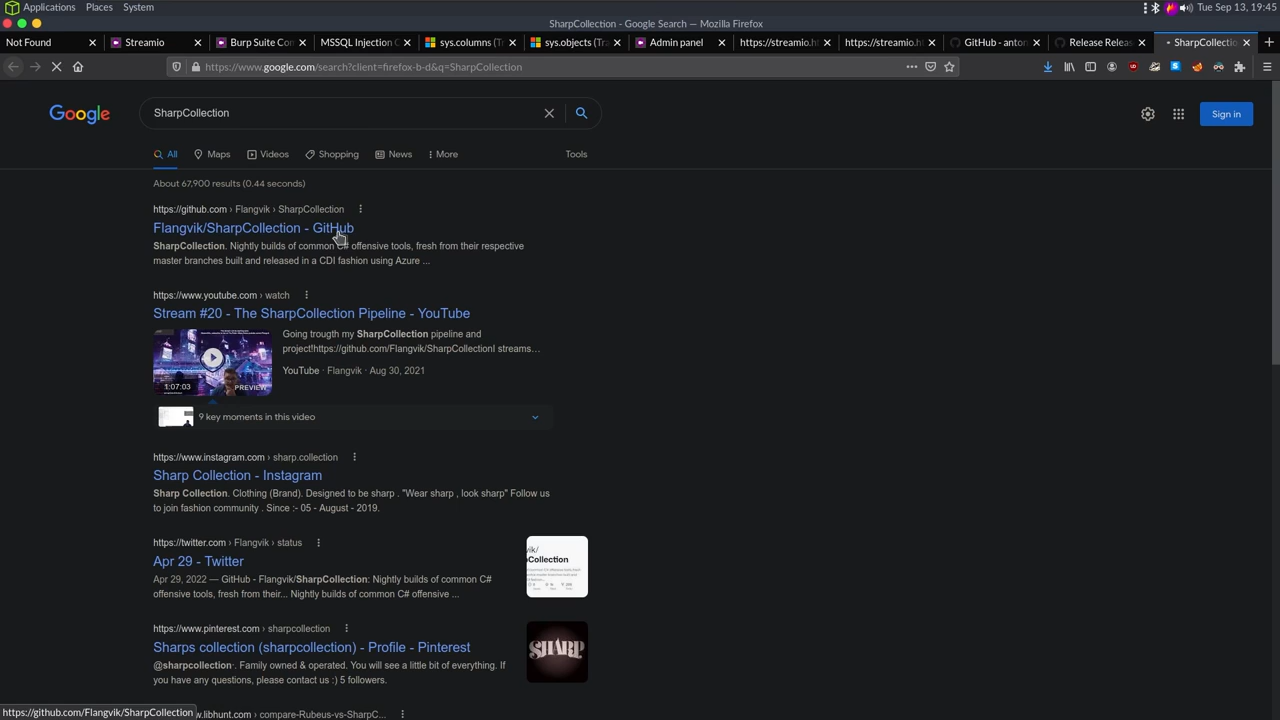 Applications Places System
Tue Sep 13, 19:45
SharpCollection - Google Search — Mozilla Firefox
Not Found
Streamio
Burp Suite Con
MSSQL Injection C
sys.columns (Tra
sys.objects (Tra
Admin panel
https://streamio.h
https://streamio.h
GitHub - anton
Release Releas
SharpCollectio
https://www.google.com/search?client=firefox-b-d&q=SharpCollection
Google
SharpCollection
Sign in
All Maps Videos Shopping News More Tools
About 67,900 results (0.44 seconds)
https://github.com › Flangvik › SharpCollection
Flangvik/SharpCollection - GitHub
SharpCollection. Nightly builds of common C# offensive tools, fresh from their respective
master branches built and released in a CDI fashion using Azure ...
https://www.youtube.com › watch
Stream #20 - The SharpCollection Pipeline - YouTube
Going trough my SharpCollection pipeline and
project!https://github.com/Flangvik/SharpCollectionI streams…
YouTube · Flangvik · Aug 30, 2021
1:07:03
PREVIEW
9 key moments in this video
https://www.instagram.com › sharp.collection
Sharp Collection - Instagram
Sharp Collection. Clothing (Brand). Designed to be sharp . "Wear sharp , look sharp" Follow us
to join fashion community . Since :- 05 - August - 2019.
https://twitter.com › Flangvik › status
Apr 29 - Twitter
Apr 29, 2022 — GitHub - Flangvik/SharpCollection: Nightly builds of common C#
offensive tools, fresh from their... Nightly builds of common C# offensive ...
vik/
Collection
https://www.pinterest.com › sharpcollection
Sharps collection (sharpcollection) - Profile - Pinterest
@sharpcollection·. Family owned & operated. You will see a little bit of everything. If
you have any questions, please contact us :) 5 followers.
SHARP
https://github.com/Flangvik/SharpCollection
w.libhunt.com › compare-Rubeus-vs-SharpC...